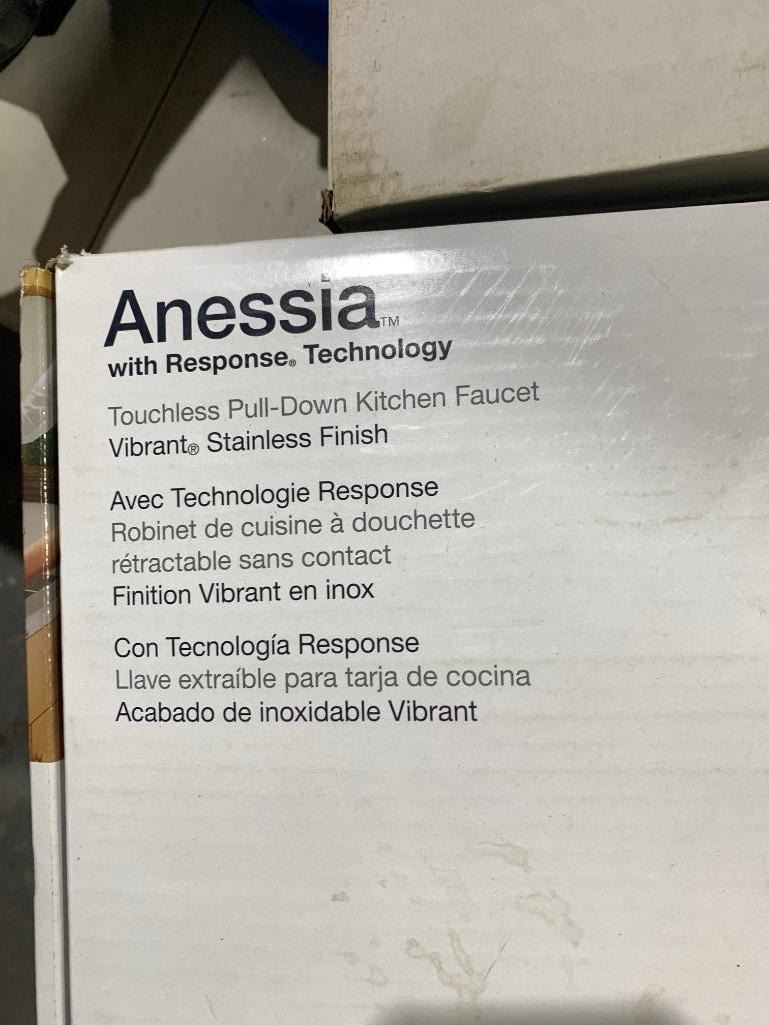 Anessia™
with Response® Technology
Touchless Pull-Down Kitchen Faucet
Vibrant® Stainless Finish
Avec Technologie Response
Robinet de cuisine à douchette
rétractable sans contact
Finition Vibrant en inox
Con Tecnología Response
Llave extraíble para tarja de cocina
Acabado de inoxidable Vibrant